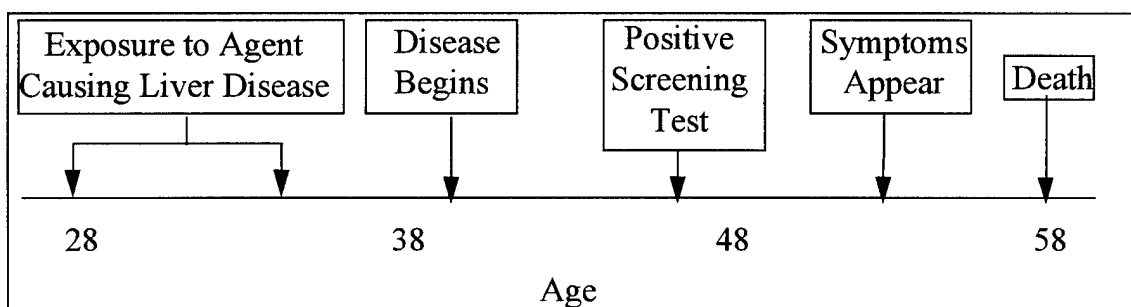 Exposure to Agent
Causing Liver Disease
Disease
Begins
Positive
Screening
Test
Symptoms
Appear
Death
28 38 48 58
Age